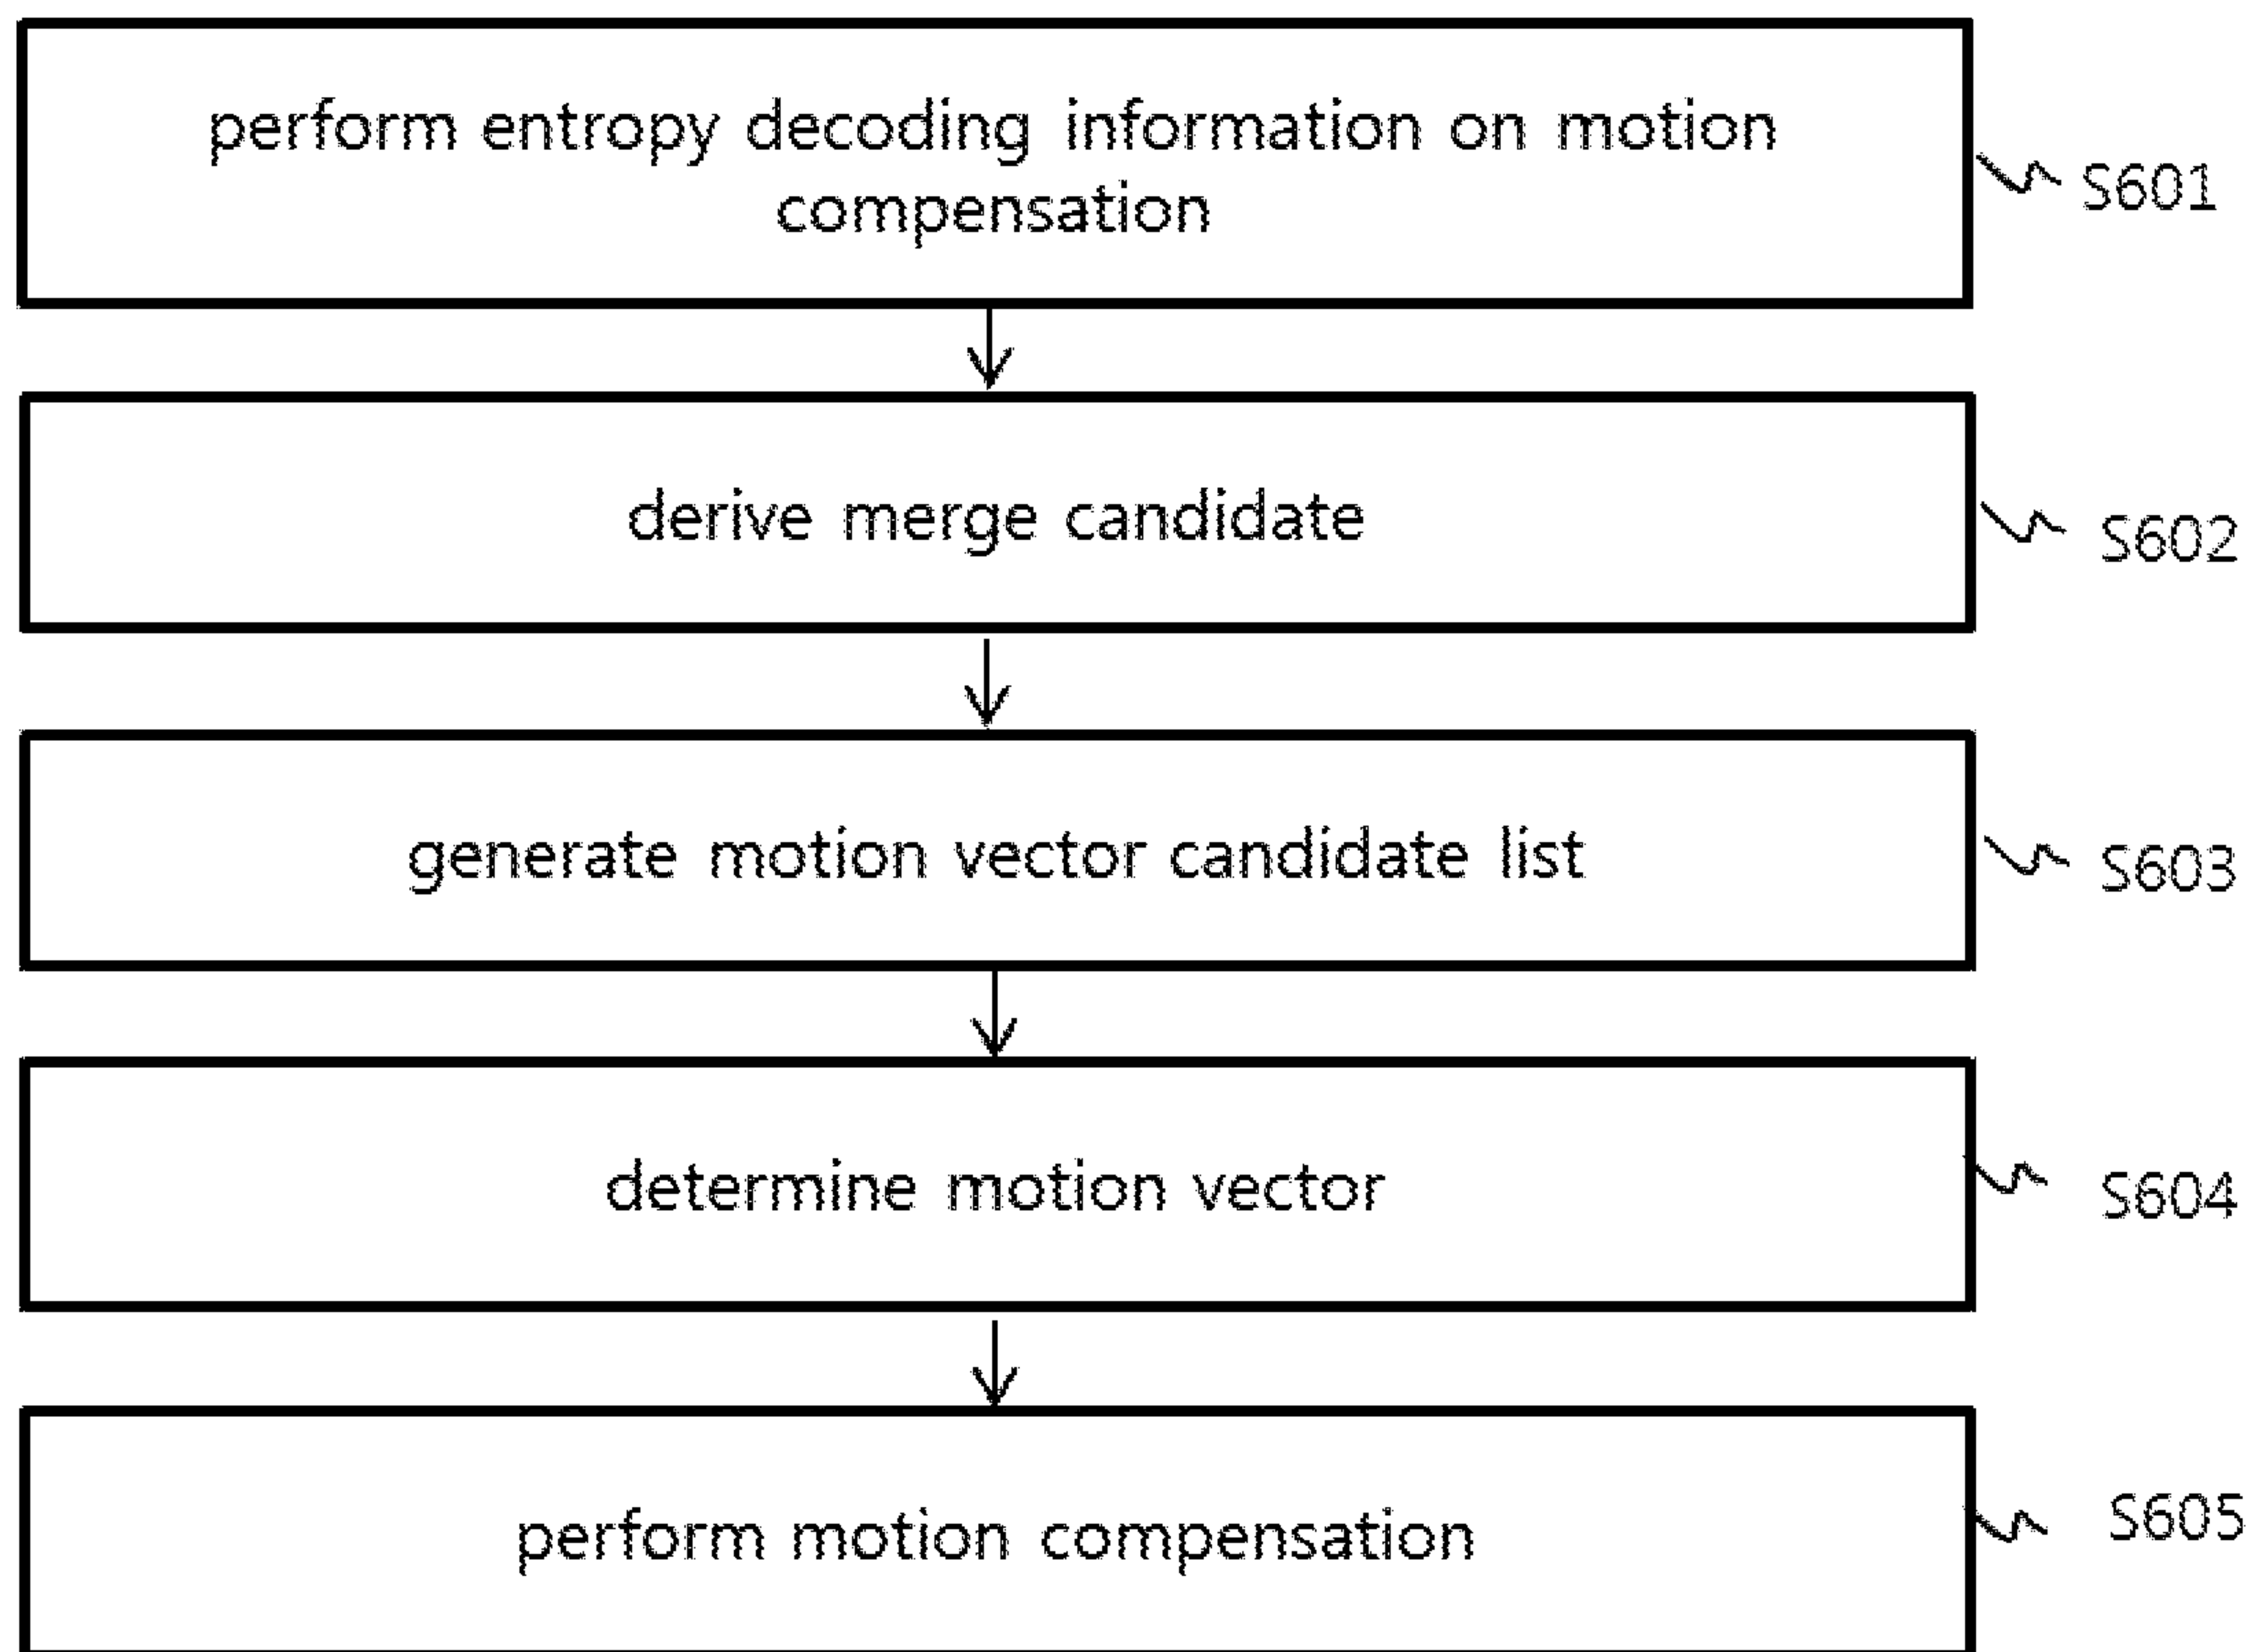 perform entropy decoding information on motion
compensation
S601
derive merge candidate
S602
generate motion vector candidate list
S603
determine motion vector
S604
perform motion compensation
S605